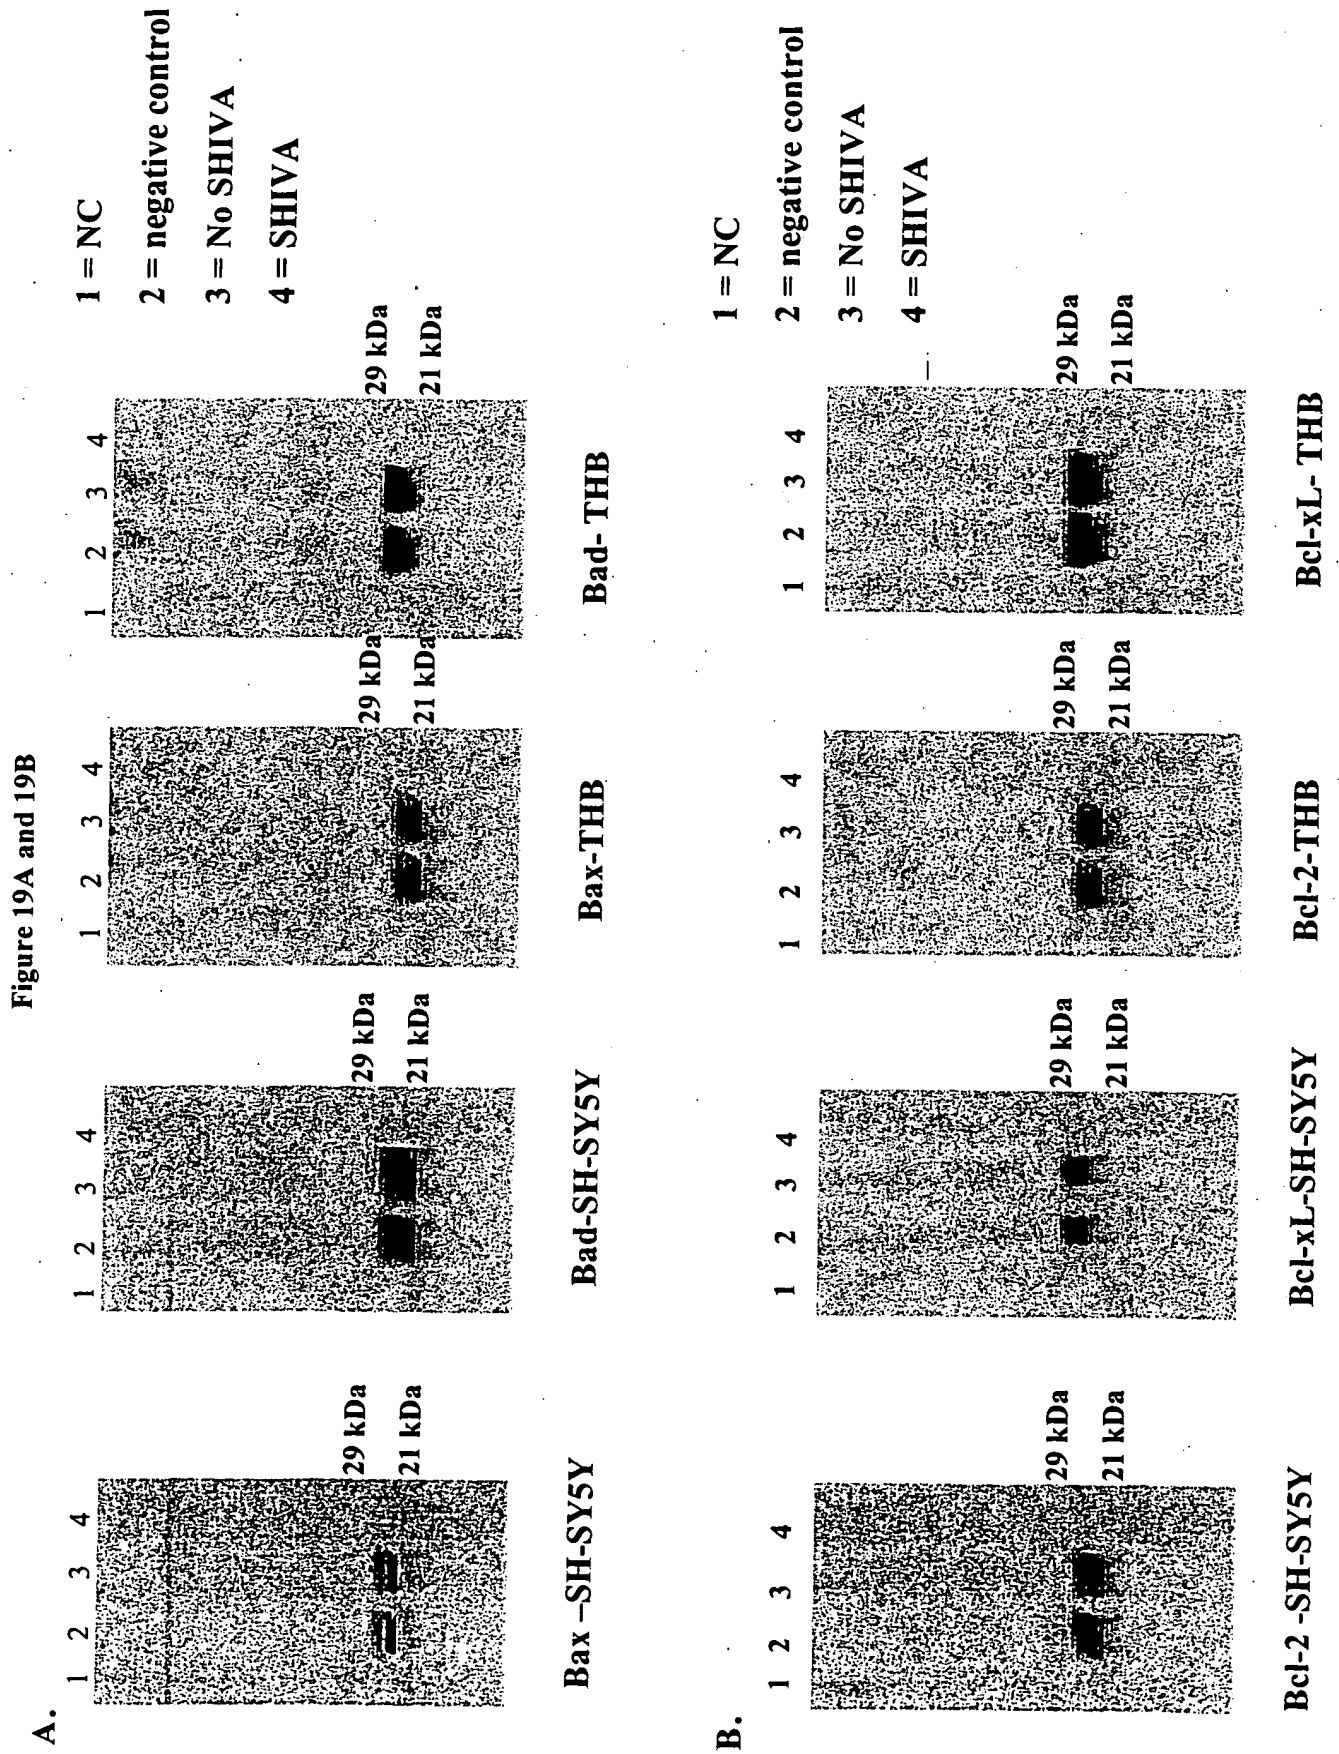 Figure 19A and 19B
A.
1 2 3 4
29 kDa
21 kDa
Bax –SH-SY5Y
1 2 3 4
29 kDa
21 kDa
Bad-SH-SY5Y
1 2 3 4
29 kDa
21 kDa
Bax-THB
1 2 3 4
29 kDa
21 kDa
Bad- THB
1 = NC
2 = negative control
3 = No SHIVA
4 = SHIVA
B.
1 2 3 4
29 kDa
21 kDa
Bcl-2 -SH-SY5Y
1 2 3 4
29 kDa
21 kDa
Bcl-xL-SH-SY5Y
1 2 3 4
29 kDa
21 kDa
Bcl-2-THB
1 2 3 4
29 kDa
21 kDa
Bcl-xL- THB
1 = NC
2 = negative control
3 = No SHIVA
4 = SHIVA